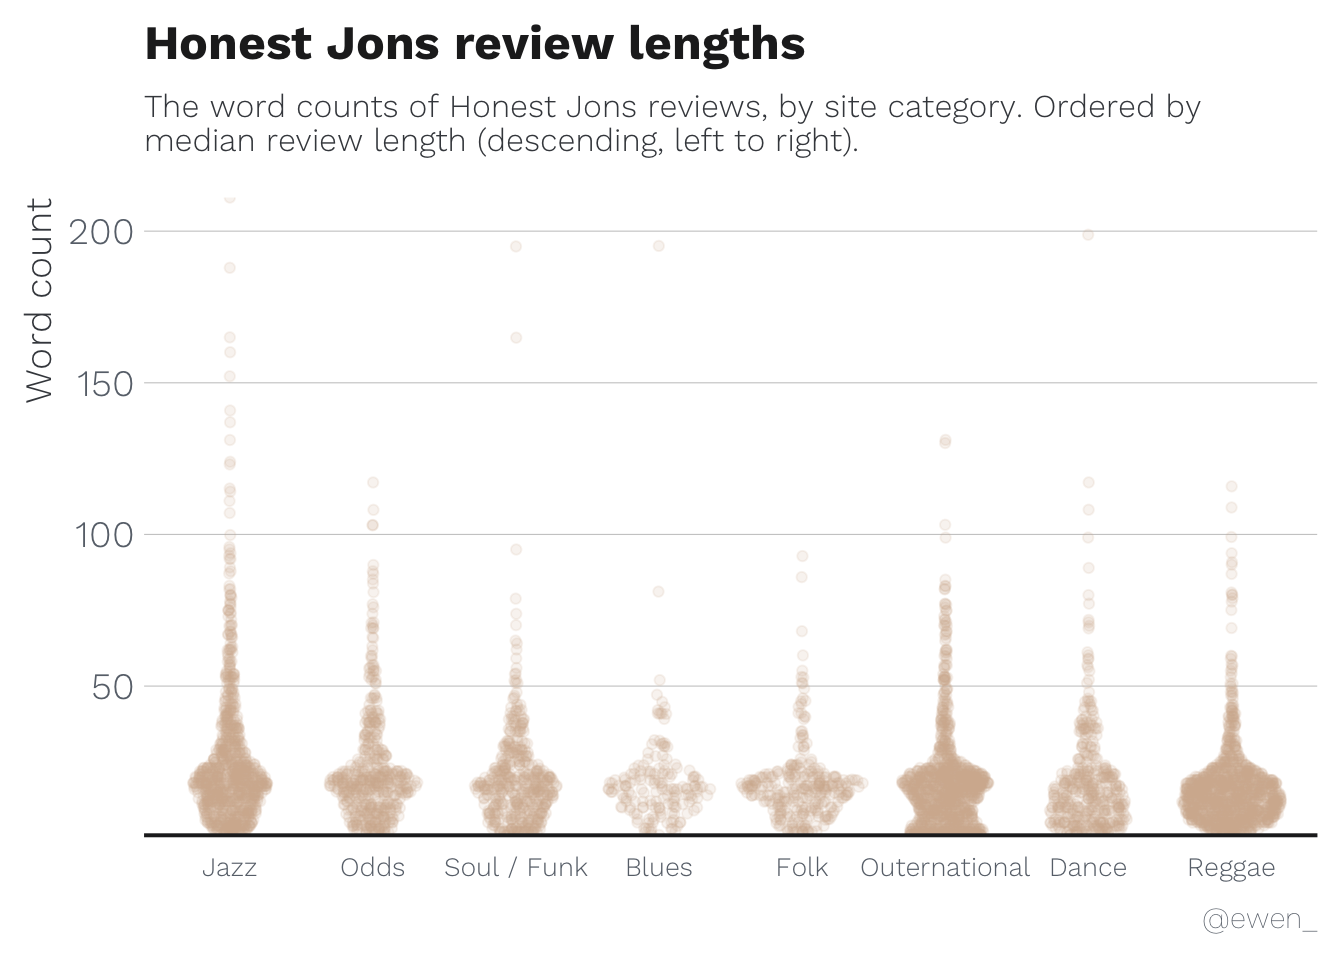 Honest Jons review lengths
The word counts of Honest Jons reviews, by site category. Ordered by
median review length (descending, left to right).
Word count
200
150
100
50
Jazz Odds Soul / Funk Blues Folk Outernational Dance Reggae
@ewen_